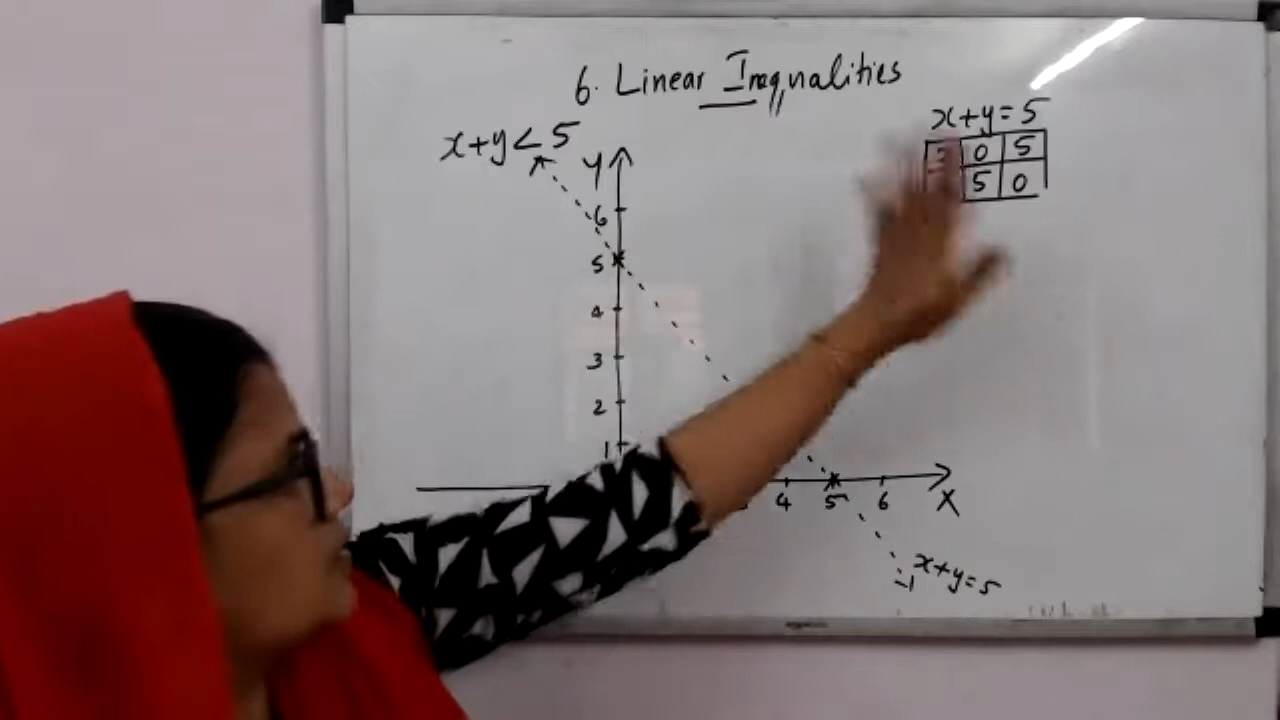 6. Linear Inequalities
x+y=5
x+y<5
0 5
5 0
Y
6
5
4
3
2
1
4 5 6 X
x+y=5